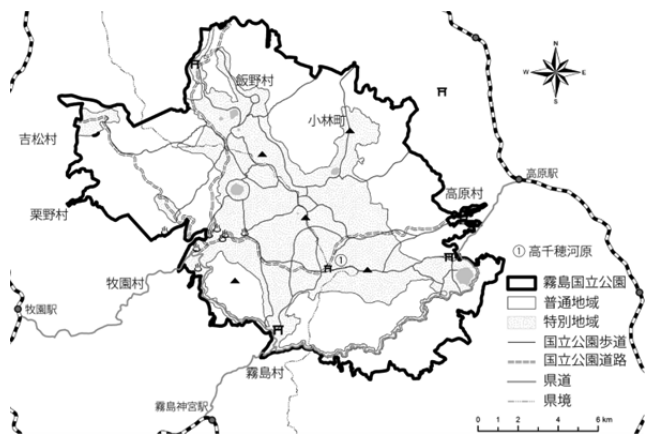 N
W E
S
飯野村
小林町
吉松村
栗野村
高原村
高原駅
①
① 高千穂河原
牧園村
牧園駅
霧島村
霧島神宮駅
霧島国立公園
普通地域
特別地域
国立公園歩道
国立公園道路
県道
県境
0 2 4 6 km